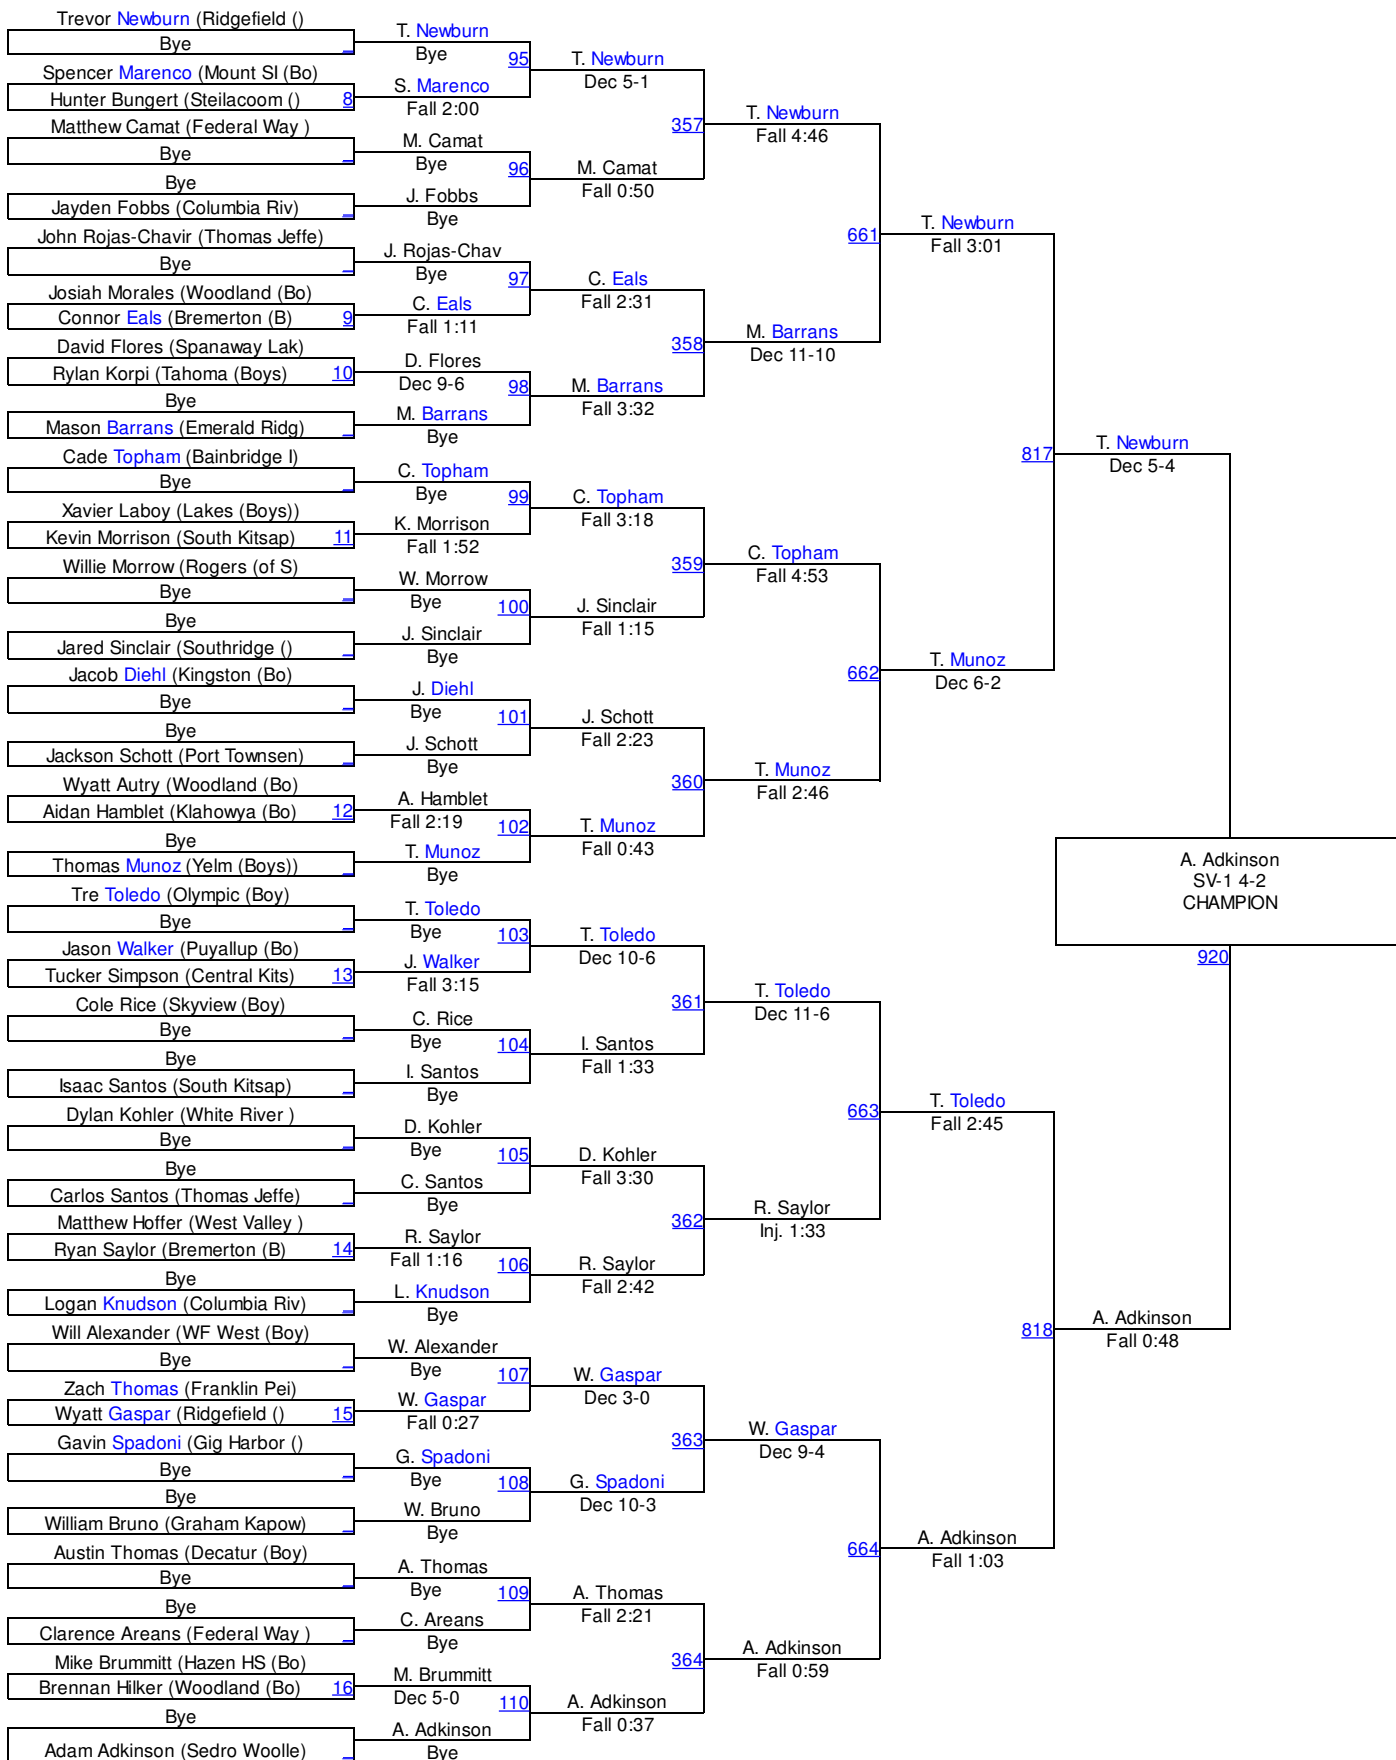 Trevor Newburn (Ridgefield ()
Bye
Spencer Marenco (Mount SI (Bo)
Hunter Bungert (Steilacoom () 8
Matthew Camat (Federal Way )
Bye
Bye
Jayden Fobbs (Columbia Riv)
John Rojas-Chavir (Thomas Jeffe)
Bye
Josiah Morales (Woodland (Bo)
Connor Eals (Bremerton (B) 9
David Flores (Spanaway Lak)
Rylan Korpi (Tahoma (Boys) 10
Bye
Mason Barrans (Emerald Ridg)
Cade Topham (Bainbridge I)
Bye
Xavier Laboy (Lakes (Boys))
Kevin Morrison (South Kitsap) 11
Willie Morrow (Rogers (of S)
Bye
Bye
Jared Sinclair (Southridge ()
Jacob Diehl (Kingston (Bo)
Bye
Bye
Jackson Schott (Port Townsen)
Wyatt Autry (Woodland (Bo)
Aidan Hamblet (Klahowya (Bo) 12
Bye
Thomas Munoz (Yelm (Boys))
Tre Toledo (Olympic (Boy)
Bye
Jason Walker (Puyallup (Bo)
Tucker Simpson (Central Kits) 13
Cole Rice (Skyview (Boy)
Bye
Bye
Isaac Santos (South Kitsap)
Dylan Kohler (White River )
Bye
Bye
Carlos Santos (Thomas Jeffe)
Matthew Hoffer (West Valley )
Ryan Saylor (Bremerton (B) 14
Bye
Logan Knudson (Columbia Riv)
Will Alexander (WF West (Boy)
Bye
Zach Thomas (Franklin Pei)
Wyatt Gaspar (Ridgefield () 15
Gavin Spadoni (Gig Harbor ()
Bye
Bye
William Bruno (Graham Kapow)
Austin Thomas (Decatur (Boy)
Bye
Bye
Clarence Areans (Federal Way )
Mike Brummitt (Hazen HS (Bo)
Brennan Hilker (Woodland (Bo) 16
Bye
Adam Adkinson (Sedro Woolle)
T. Newburn
Bye
95
S. Marenco
Fall 2:00
M. Camat
Bye
96
J. Fobbs
Bye
J. Rojas-Chav
Bye
97
C. Eals
Fall 1:11
D. Flores
Dec 9-6
98
M. Barrans
Bye
C. Topham
Bye
99
K. Morrison
Fall 1:52
W. Morrow
Bye
100
J. Sinclair
Bye
J. Diehl
Bye
101
J. Schott
Bye
A. Hamblet
Fall 2:19
102
T. Munoz
Bye
T. Toledo
Bye
103
J. Walker
Fall 3:15
C. Rice
Bye
104
I. Santos
Bye
D. Kohler
Bye
105
C. Santos
Bye
R. Saylor
Fall 1:16
106
L. Knudson
Bye
W. Alexander
Bye
107
W. Gaspar
Fall 0:27
G. Spadoni
Bye
108
W. Bruno
Bye
A. Thomas
Bye
109
C. Areans
Bye
M. Brummitt
Dec 5-0
110
A. Adkinson
Bye
T. Newburn
Dec 5-1
357
M. Camat
Fall 0:50
C. Eals
Fall 2:31
358
M. Barrans
Fall 3:32
C. Topham
Fall 3:18
359
J. Sinclair
Fall 1:15
J. Schott
Fall 2:23
360
T. Munoz
Fall 0:43
T. Toledo
Dec 10-6
361
I. Santos
Fall 1:33
D. Kohler
Fall 3:30
362
R. Saylor
Fall 2:42
W. Gaspar
Dec 3-0
363
G. Spadoni
Dec 10-3
A. Thomas
Fall 2:21
364
A. Adkinson
Fall 0:37
T. Newburn
Fall 4:46
661
M. Barrans
Dec 11-10
C. Topham
Fall 4:53
662
T. Munoz
Fall 2:46
T. Toledo
Dec 11-6
663
R. Saylor
Inj. 1:33
W. Gaspar
Dec 9-4
664
A. Adkinson
Fall 0:59
T. Newburn
Fall 3:01
817
T. Munoz
Dec 6-2
T. Toledo
Fall 2:45
818
A. Adkinson
Fall 1:03
T. Newburn
Dec 5-4
A. Adkinson
SV-1 4-2
CHAMPION
920
A. Adkinson
Fall 0:48